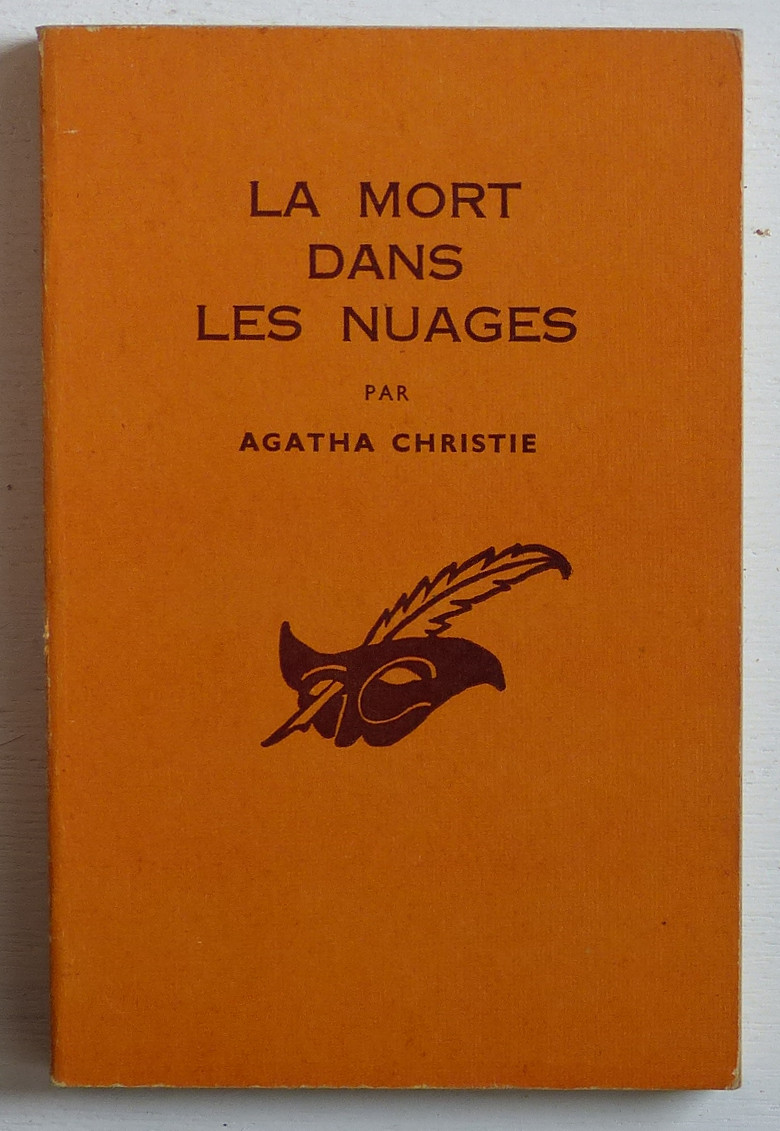 LA MORT
DANS
LES NUAGES
PAR
AGATHA CHRISTIE